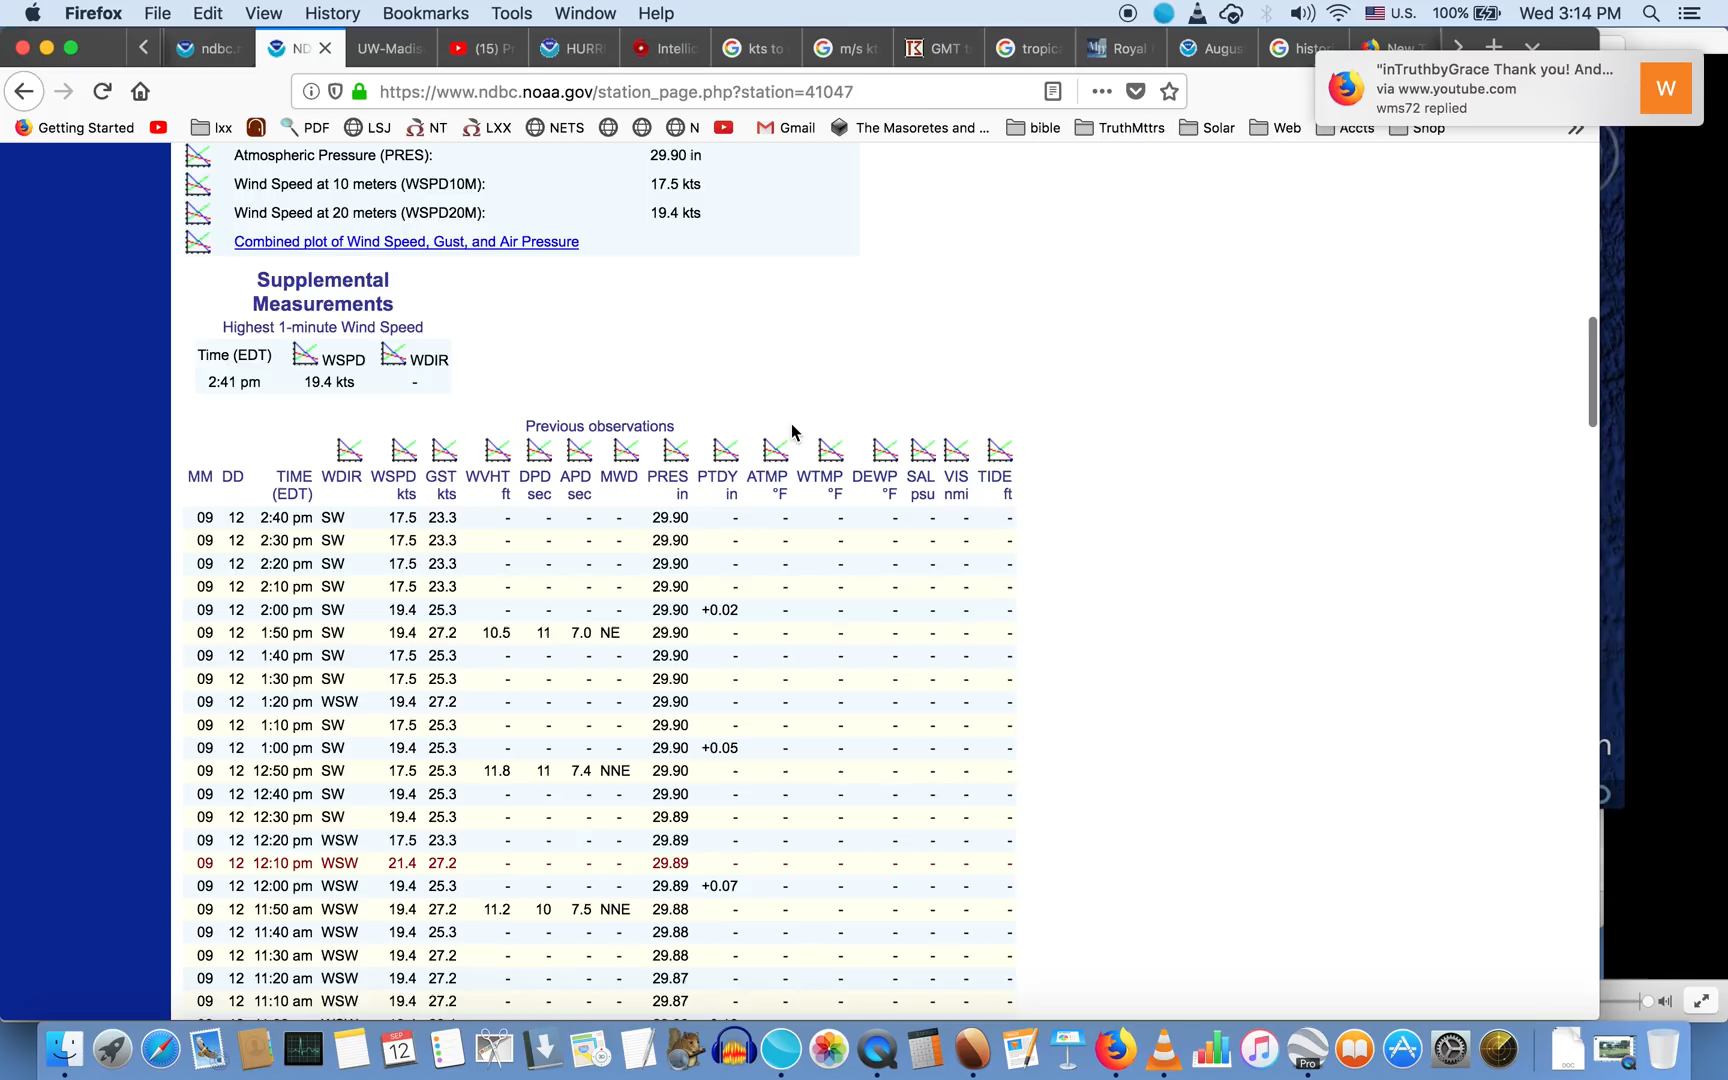 Firefox File Edit View History Bookmarks Tools Window Help U.S. 100% Wed 3:14 PM
ndbc.r ND UW-Madis (15) P HURRI Intellic kts to m/s kt GMT t tropica Royal Augus histor New T
"inTruthbyGrace Thank you! And...
via www.youtube.com
wms72 replied
W
https://www.ndbc.noaa.gov/station_page.php?station=41047
Getting Started lxx PDF LSJ NT LXX NETS N Gmail The Masoretes and ... bible TruthMttrs Solar Web Accts Shop
Atmospheric Pressure (PRES): 29.90 in
Wind Speed at 10 meters (WSPD10M): 17.5 kts
Wind Speed at 20 meters (WSPD20M): 19.4 kts
Combined plot of Wind Speed, Gust, and Air Pressure
Supplemental
Measurements
Highest 1-minute Wind Speed
Time (EDT) WSPD WDIR
2:41 pm 19.4 kts -
Previous observations
MM DD TIME WDIR WSPD GST WVHT DPD APD MWD PRES PTDY ATMP WTMP DEWP SAL VIS TIDE
(EDT) kts kts ft sec sec in in °F °F °F psu nmi ft
09 12 2:40 pm SW 17.5 23.3 - - - - 29.90 - - - - - - -
09 12 2:30 pm SW 17.5 23.3 - - - - 29.90 - - - - - - -
09 12 2:20 pm SW 17.5 23.3 - - - - 29.90 - - - - - - -
09 12 2:10 pm SW 17.5 23.3 - - - - 29.90 - - - - - - -
09 12 2:00 pm SW 19.4 25.3 - - - - 29.90 +0.02 - - - - - -
09 12 1:50 pm SW 19.4 27.2 10.5 11 7.0 NE 29.90 - - - - - - -
09 12 1:40 pm SW 17.5 25.3 - - - - 29.90 - - - - - - -
09 12 1:30 pm SW 17.5 25.3 - - - - 29.90 - - - - - - -
09 12 1:20 pm WSW 19.4 27.2 - - - - 29.90 - - - - - - -
09 12 1:10 pm SW 17.5 25.3 - - - - 29.90 - - - - - - -
09 12 1:00 pm SW 19.4 25.3 - - - - 29.90 +0.05 - - - - - -
09 12 12:50 pm SW 17.5 25.3 11.8 11 7.4 NNE 29.90 - - - - - - -
09 12 12:40 pm SW 19.4 25.3 - - - - 29.90 - - - - - - -
09 12 12:30 pm SW 19.4 25.3 - - - - 29.89 - - - - - - -
09 12 12:20 pm WSW 17.5 23.3 - - - - 29.89 - - - - - - -
09 12 12:10 pm WSW 21.4 27.2 - - - - 29.89 - - - - - - -
09 12 12:00 pm WSW 19.4 25.3 - - - - 29.89 +0.07 - - - - - -
09 12 11:50 am WSW 19.4 27.2 11.2 10 7.5 NNE 29.88 - - - - - - -
09 12 11:40 am WSW 19.4 25.3 - - - - 29.88 - - - - - - -
09 12 11:30 am WSW 19.4 27.2 - - - - 29.88 - - - - - - -
09 12 11:20 am WSW 19.4 27.2 - - - - 29.87 - - - - - - -
09 12 11:10 am WSW 19.4 27.2 - - - - 29.87 - - - - - - -
SEP
12
Pro
DOC